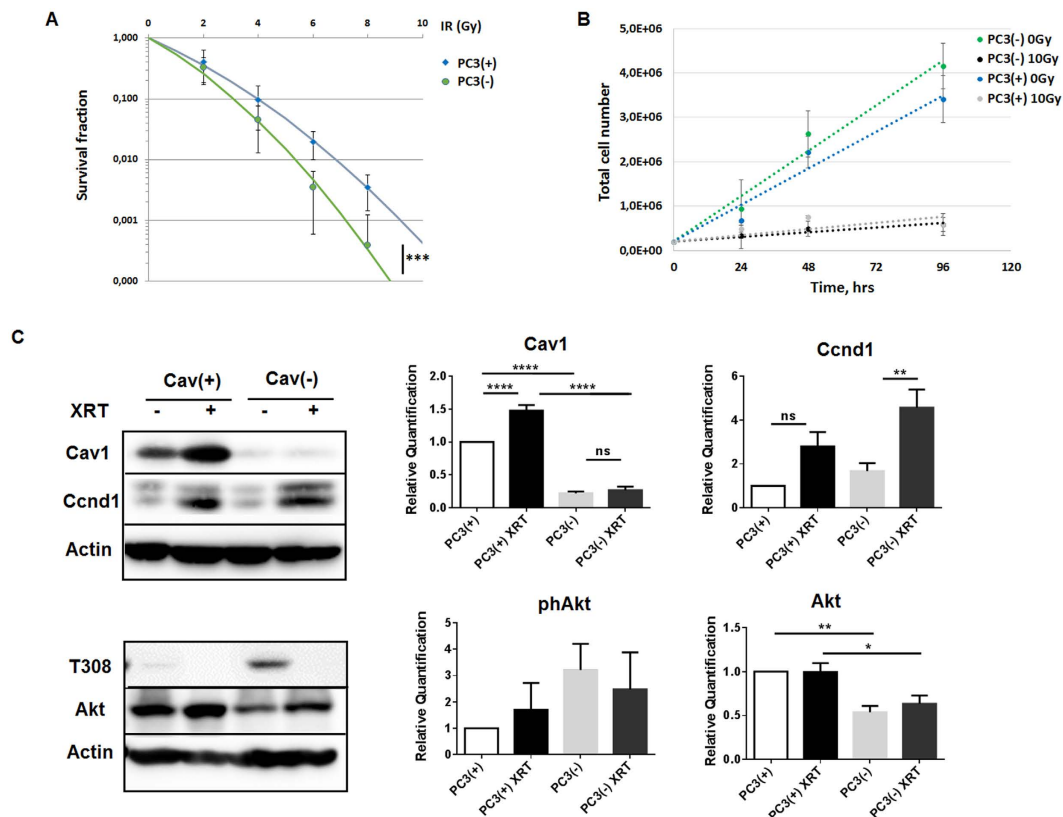 A
0 2 4 6 8 10
IR (Gy)
1,000
0,100
0,010
0,001
0,000
Survival fraction
PC3(+)
PC3(-)
***
B
5,0E+06
4,0E+06
3,0E+06
2,0E+06
1,0E+06
0,0E+00
Total cell number
0 24 48 72 96 120
Time, hrs
PC3(-) 0Gy
PC3(-) 10Gy
PC3(+) 0Gy
PC3(+) 10Gy
C
Cav(+) Cav(-)
XRT - + - +
Cav1
Ccnd1
Actin
T308
Akt
Actin
Cav1
Relative Quantification
2.0
1.5
1.0
0.5
0.0
****
**** ****
ns
PC3(+) PC3(+) XRT PC3(-) PC3(-) XRT
Ccnd1
Relative Quantification
6
4
2
0
ns
**
PC3(+) PC3(+) XRT PC3(-) PC3(-) XRT
phAkt
Relative Quantification
5
4
3
2
1
0
PC3(+) PC3(+) XRT PC3(-) PC3(-) XRT
Akt
Relative Quantification
1.5
1.0
0.5
0.0
**
*
PC3(+) PC3(+) XRT PC3(-) PC3(-) XRT